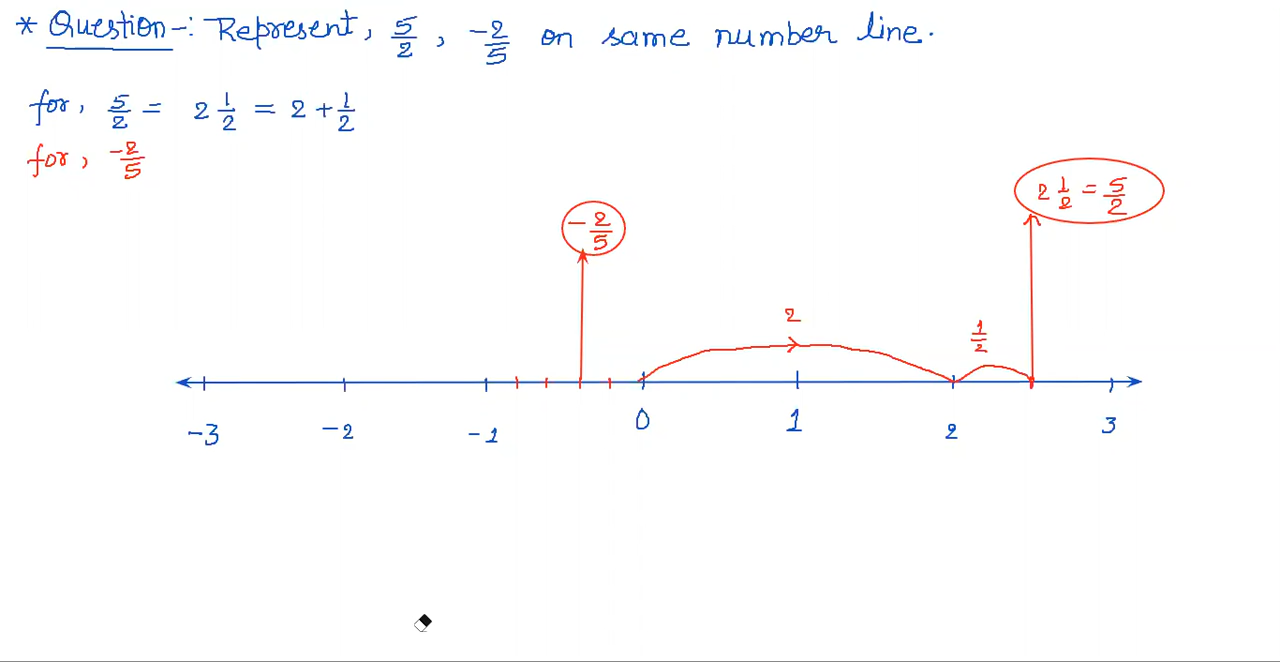 * Question-: Represent, 5/2, -2/5 on same number line.
for, 5/2 = 2 1/2 = 2 + 1/2
for, -2/5
2 1/2 = 5/2
-2/5
2
1/2
-3 -2 -1 0 1 2 3